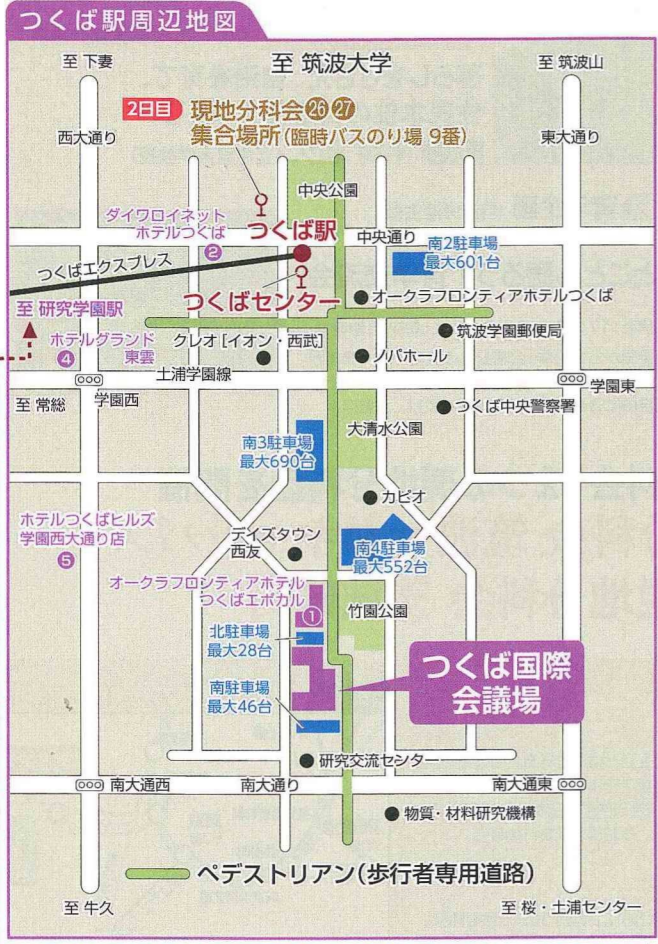 つくば駅周辺地図
至 下妻
至 筑波大学
至 筑波山
2日目 現地分科会㉖㉗
集合場所(臨時バスのり場 9番)
西大通り
東大通り
中央公園
ダイワロイネット
ホテルつくば
②
つくば駅
中央通り
南2駐車場
最大601台
つくばエクスプレス
つくばセンター
オークラフロンティアホテルつくば
至 研究学園駅
ホテルグランド
東雲
④
クレオ[イオン・西武]
ノバホール
筑波学園郵便局
土浦学園線
学園東
至 常総
学園西
つくば中央警察署
大清水公園
南3駐車場
最大690台
カピオ
ホテルつくばヒルズ
学園西大通り店
⑤
デイズタウン
西友
南4駐車場
最大552台
オークラフロンティアホテル
つくばエポカル
①
竹園公園
北駐車場
最大28台
つくば国際
会議場
南駐車場
最大46台
研究交流センター
南大通西
南大通り
南大通東
物質・材料研究機構
ペデストリアン(歩行者専用道路)
至 牛久
至 桜・土浦センター